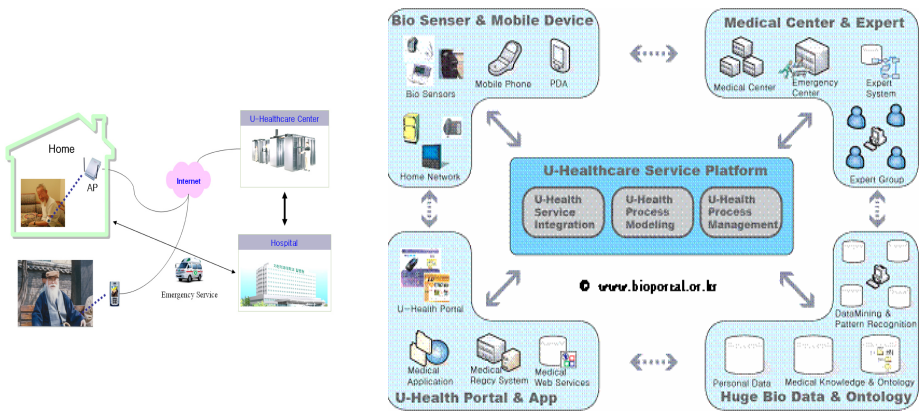 Home
AP
Internet
U-Healthcare Center
Hospital
Emergency Service
Bio Senser & Mobile Device
Bio Sensors
Mobile Phone
PDA
Home Network
Medical Center & Expert
Medical Center
Emergency
Center
Expert
System
Expert Group
U-Healthcare Service Platform
U-Health
Service
Integration
U-Health
Process
Modeling
U-Health
Process
Management
© www.bioportal.or.kr
U-Health Portal
Medical
Application
Medical
Repcy System
Medical
Web Services
U-Health Portal & App
DataMining &
Pattern Recognition
Personal Data
Medical Knowledge & Ontology
Huge Bio Data & Ontology